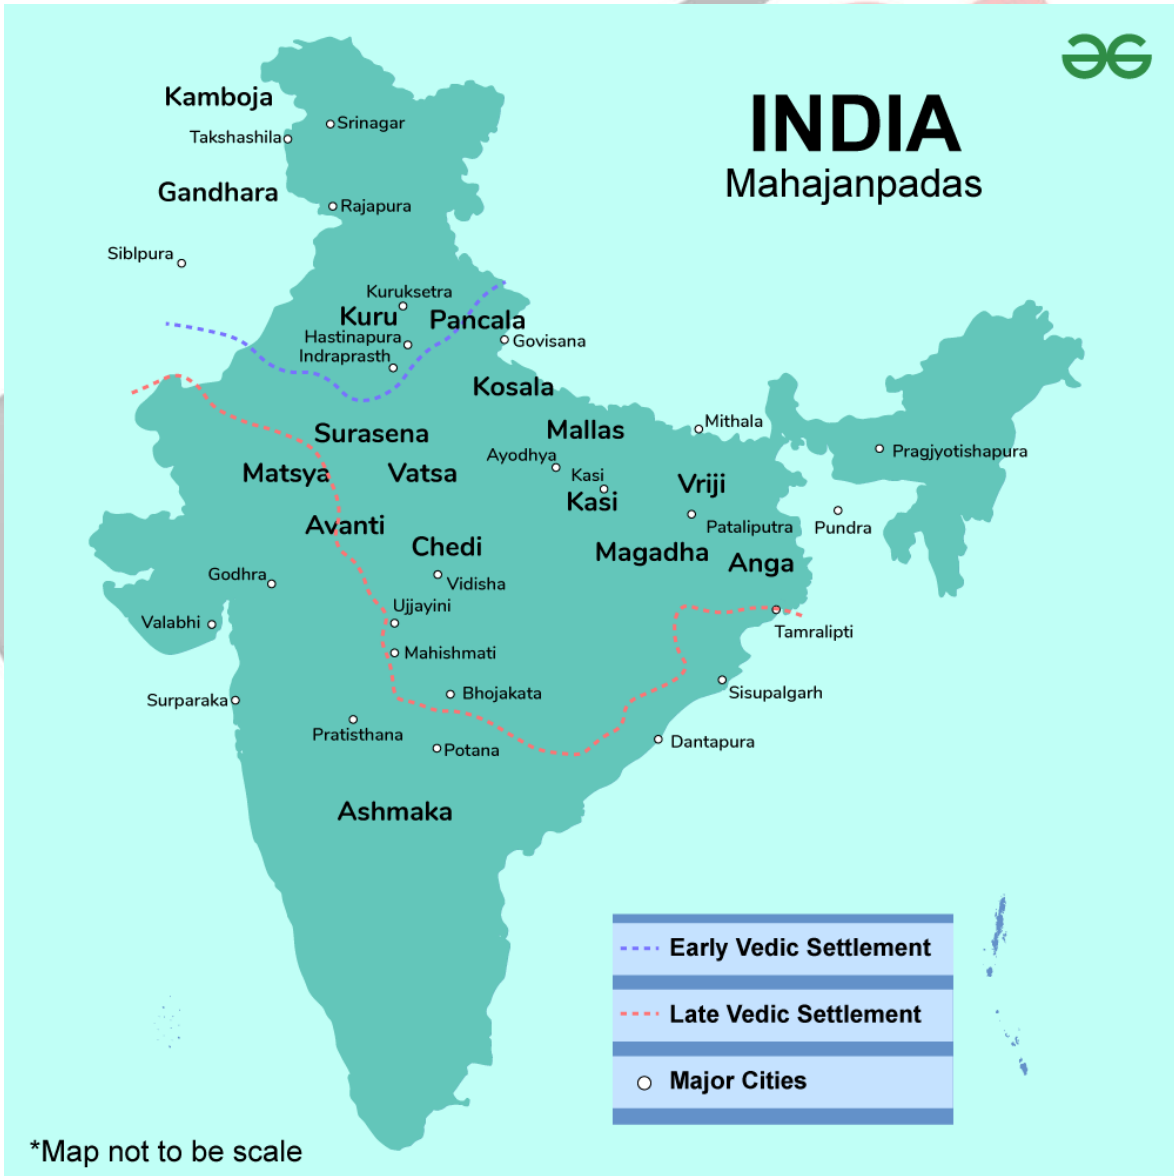 INDIA
Mahajanpadas
Kamboja
Srinagar
Takshashila
Gandhara
Rajapura
Siblpura
Kuruksetra
Kuru
Pancala
Hastinapura
Govisana
Indraprasth
Kosala
Mithala
Surasena
Mallas
Pragjyotishapura
Ayodhya
Matsya
Vatsa
Kasi
Vriji
Kasi
Avanti
Pataliputra
Pundra
Chedi
Magadha
Anga
Godhra
Vidisha
Ujjayini
Valabhi
Tamralipti
Mahishmati
Surparaka
Bhojakata
Sisupalgarh
Pratisthana
Potana
Dantapura
Ashmaka
Early Vedic Settlement
Late Vedic Settlement
Major Cities
*Map not to be scale